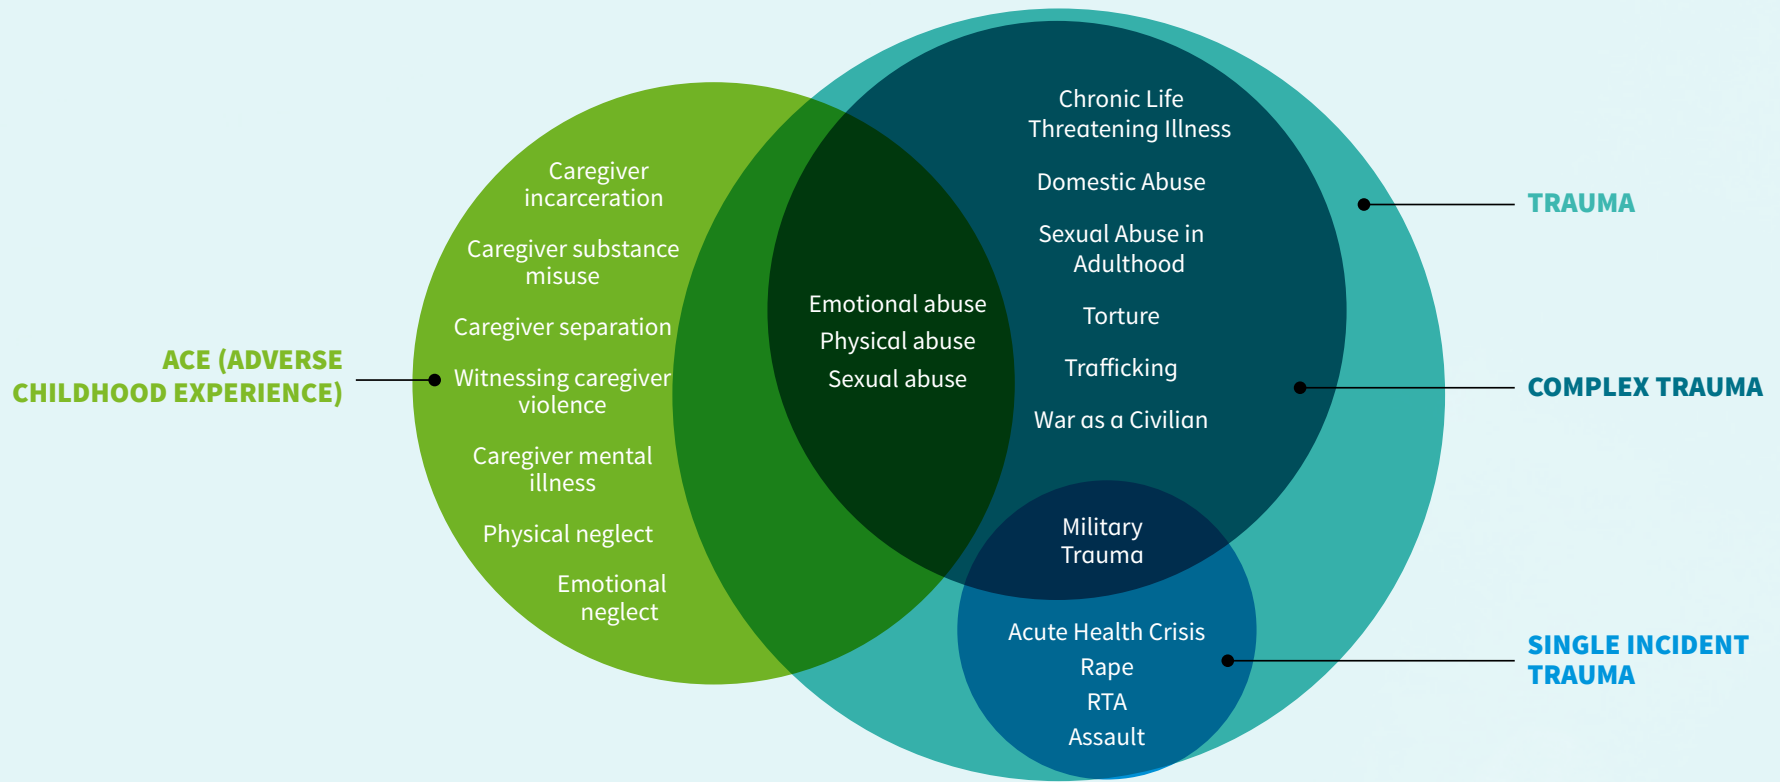 ACE (ADVERSE
CHILDHOOD EXPERIENCE)
Caregiver
incarceration
Caregiver substance
misuse
Caregiver separation
Witnessing caregiver
violence
Caregiver mental
illness
Physical neglect
Emotional
neglect
Emotional abuse
Physical abuse
Sexual abuse
Chronic Life
Threatening Illness
Domestic Abuse
Sexual Abuse in
Adulthood
Torture
Trafficking
War as a Civilian
Military
Trauma
Acute Health Crisis
Rape
RTA
Assault
TRAUMA
COMPLEX TRAUMA
SINGLE INCIDENT
TRAUMA